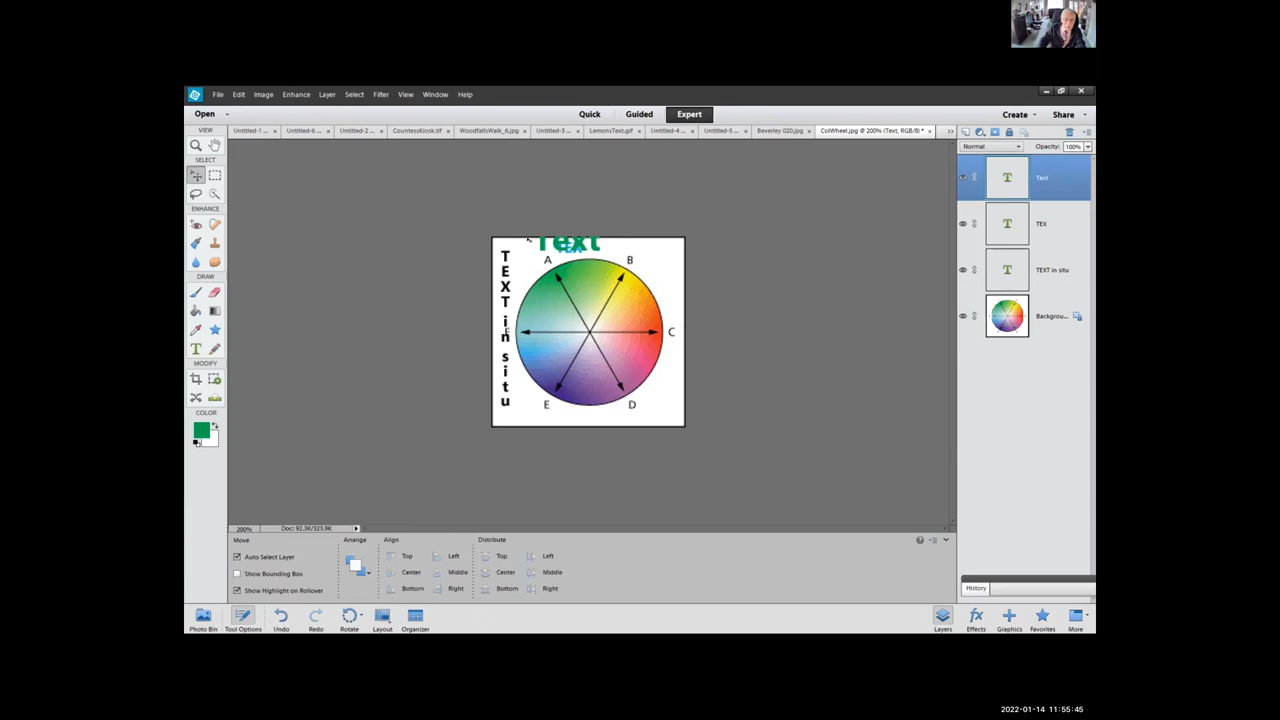 File Edit Image Enhance Layer Select Filter View Window Help
Open Quick Guided Expert Create Share
VIEW
Untitled-1 ... × Untitled-6 ... × Untitled-2 ... × CountessKiosk.tif × WoodfallsWalk_6.jpg × Untitled-3 ... × LemonsText.gif × Untitled-4 ... × Untitled-5 ... × Beverley 020.jpg × ColWheel.jpg @ 200% (Text, RGB/8) * ×
Normal Opacity: 100%
SELECT
Text
ENHANCE
TEX
Text
TEX
A B
TEXT in situ
F C
E D
TEXT in situ
DRAW
Backgrou...
MODIFY
COLOR
200% Doc: 92.3K/325.9K
Move Arrange Align Distribute
Auto Select Layer Top Left Top Left
Show Bounding Box Center Middle Center Middle
Show Highlight on Rollover Bottom Right Bottom Right
History
Photo Bin Tool Options Undo Redo Rotate Layout Organizer Layers Effects Graphics Favorites More
2022-01-14 11:55:45